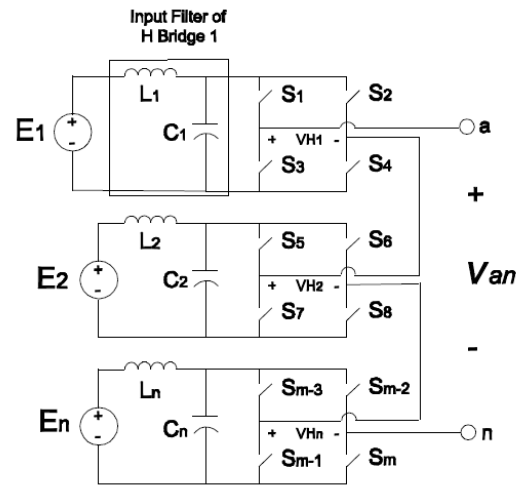 Input Filter of
H Bridge 1
L1
S1
S2
E1
+
-
C1
+ VH1 -
a
S3
S4
+
L2
S5
S6
E2
+
-
C2
+ VH2 -
Van
S7
S8
-
Ln
Sm-3
Sm-2
En
+
-
Cn
+ VHn -
n
Sm-1
Sm